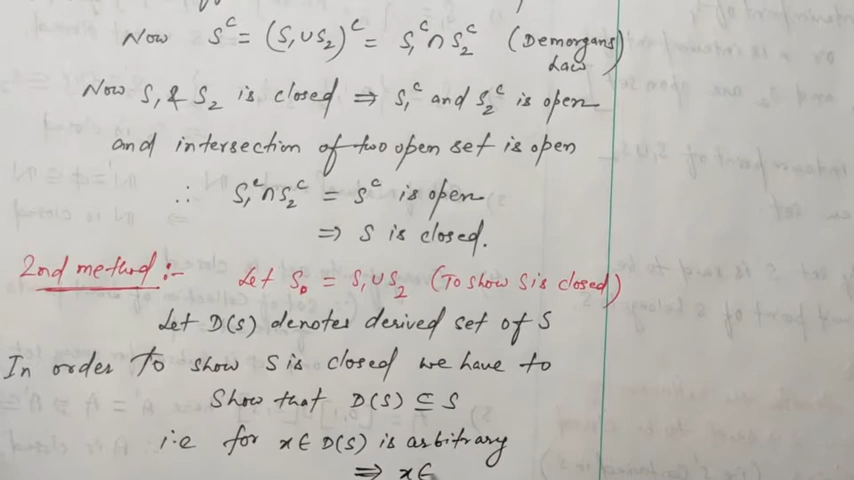 Now S^c = (S₁∪S₂)^c = S₁^c ∩ S₂^c (Demorgans Law)
Now S₁ & S₂ is closed ⇒ S₁^c and S₂^c is open
and intersection of two open set is open
∴ S₁^c ∩ S₂^c = S^c is open
⇒ S is closed.
2nd method :- Let S = S₁∪S₂ (To show S is closed)
Let D(S) denotes derived set of S
In order To show S is closed we have to
Show that D(S) ⊆ S
i.e for x ∈ D(S) is arbitrary
⇒ x ∈